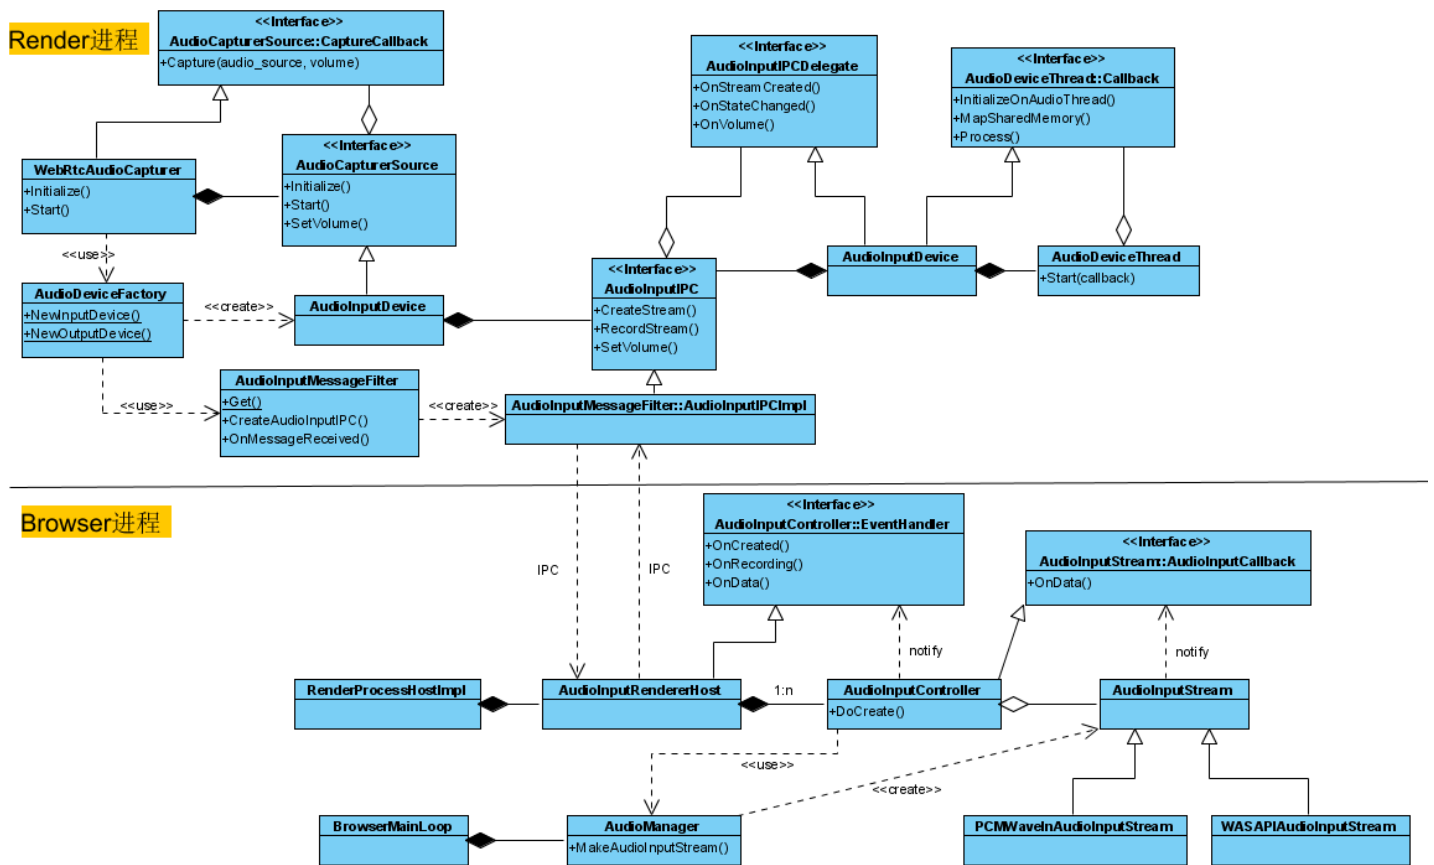 Render进程
<<Interface>>
AudioCapturerSource::CaptureCallback
+Capture(audio_source, volume)
<<Interface>>
AudioInputIPCDelegate
+OnStreamCreated()
+OnStateChanged()
+OnVolume()
<<Interface>>
AudioDeviceThread::Callback
+InitializeOnAudioThread()
+MapSharedMemory()
+Process()
WebRtcAudioCapturer
+Initialize()
+Start()
<<Interface>>
AudioCapturerSource
+Initialize()
+Start()
+SetVolume()
<<use>>
AudioDeviceFactory
+NewInputDevice()
+NewOutputDevice()
<<create>>
AudioInputDevice
<<Interface>>
AudioInputIPC
+CreateStream()
+RecordStream()
+SetVolume()
AudioInputDevice
AudioDeviceThread
+Start(callback)
<<use>>
AudioInputMessageFilter
+Get()
+CreateAudioInputIPC()
+OnMessageReceived()
<<create>>
AudioInputMessageFilter::AudioInputIPCImpl
Browser进程
IPC
IPC
<<Interface>>
AudioInputController::EventHandler
+OnCreated()
+OnRecording()
+OnData()
<<Interface>>
AudioInputStream::AudioInputCallback
+OnData()
notify
notify
RenderProcessHostImpl
AudioInputRendererHost
1:n
AudioInputController
+DoCreate()
AudioInputStream
<<use>>
<<create>>
BrowserMainLoop
AudioManager
+MakeAudioInputStream()
PCMWaveInAudioInputStream
WASAPIAudioInputStream